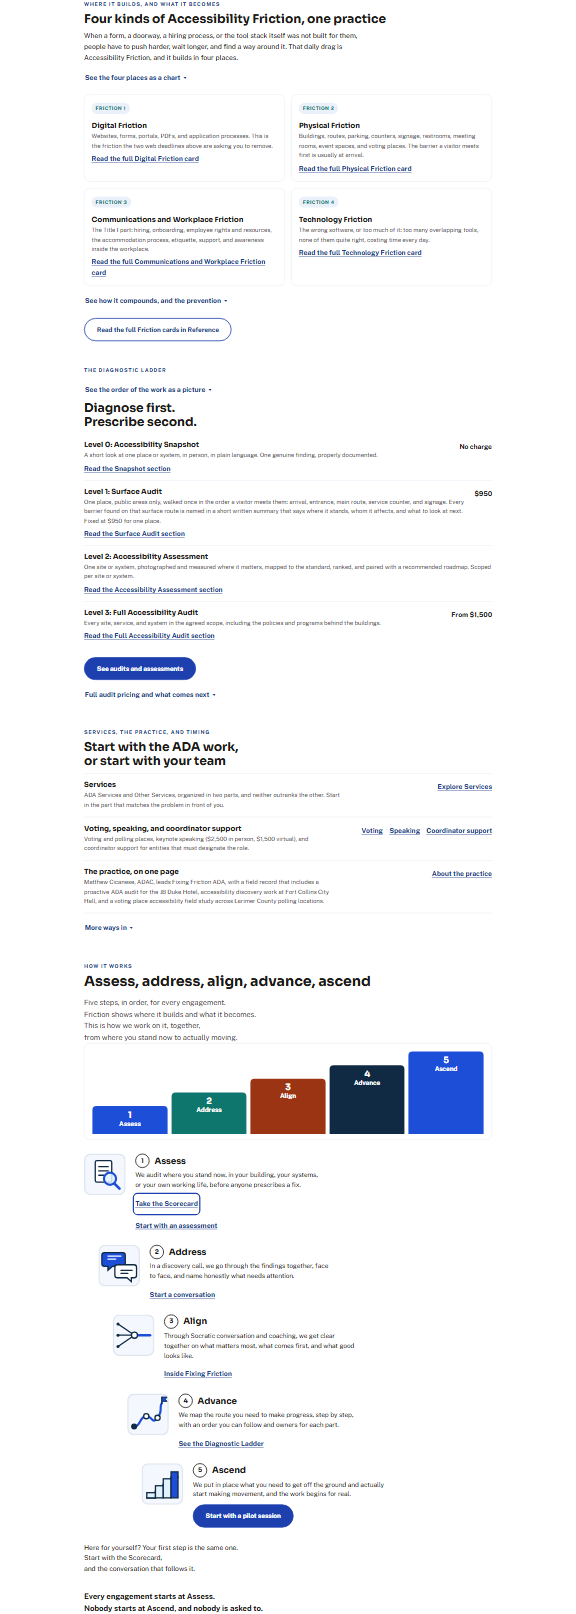 WHERE IT BUILDS, AND WHAT IT BECOMES
Four kinds of Accessibility Friction, one practice
When a form, a doorway, a hiring process, or the tool stack itself was not built for them,
people have to push harder, wait longer, and find a way around it. That daily drag is
Accessibility Friction, and it builds in four places.
See the four places as a chart
FRICTION 1
Digital Friction
Websites, forms, portals, PDFs, and application processes. This is
the friction the two web deadlines above are asking you to remove.
Read the full Digital Friction card
FRICTION 2
Physical Friction
Buildings, routes, parking, counters, signage, restrooms, meeting
rooms, event spaces, and voting places. The barrier a visitor meets
first is usually at arrival.
Read the full Physical Friction card
FRICTION 3
Communications and Workplace Friction
The Title I part: hiring, onboarding, employee rights and resources,
the accommodation process, etiquette, support, and awareness
inside the workplace.
Read the full Communications and Workplace Friction
card
FRICTION 4
Technology Friction
The wrong software, or too much of it: too many overlapping tools,
none of them quite right, costing time every day.
Read the full Technology Friction card
See how it compounds, and the prevention
Read the full Friction cards in Reference
THE DIAGNOSTIC LADDER
See the order of the work as a picture
Diagnose first.
Prescribe second.
Level 0: Accessibility Snapshot
No charge
A short look at one place or system, in person, in plain language. One genuine finding, properly documented.
Read the Snapshot section
Level 1: Surface Audit
$950
One place, public areas only, walked once in the order a visitor meets them: arrival, entrance, main route, service counter, and signage. Every
barrier found on that surface route is named in a short written summary that says where it stands, whom it affects, and what to look at next.
Fixed at $950 for one place.
Read the Surface Audit section
Level 2: Accessibility Assessment
One site or system, photographed and measured where it matters, mapped to the standard, ranked, and paired with a recommended roadmap. Scoped
per site or system.
Read the Accessibility Assessment section
Level 3: Full Accessibility Audit
From $1,500
Every site, service, and system in the agreed scope, including the policies and programs behind the buildings.
Read the Full Accessibility Audit section
See audits and assessments
Full audit pricing and what comes next
SERVICES, THE PRACTICE, AND TIMING
Start with the ADA work,
or start with your team
Services
Explore Services
ADA Services and Other Services, organized in two parts, and neither outranks the other. Start
in the part that matches the problem in front of you.
Voting, speaking, and coordinator support
Voting Speaking Coordinator support
Voting and polling places, keynote speaking ($2,500 in person, $1,500 virtual), and
coordinator support for entities that must designate the role.
The practice, on one page
About the practice
Matthew Cicanese, ADAC, leads Fixing Friction ADA, with a field record that includes a
proactive ADA audit for the JB Duke Hotel, accessibility discovery work at Fort Collins City
Hall, and a voting place accessibility field study across Larimer County polling locations.
More ways in
HOW IT WORKS
Assess, address, align, advance, ascend
Five steps, in order, for every engagement.
Friction shows where it builds and what it becomes.
This is how we work on it, together,
from where you stand now to actually moving.
1
Assess
2
Address
3
Align
4
Advance
5
Ascend
1 Assess
We audit where you stand now, in your building, your systems,
or your own working life, before anyone prescribes a fix.
Take the Scorecard
Start with an assessment
2 Address
In a discovery call, we go through the findings together, face
to face, and name honestly what needs attention.
Start a conversation
3 Align
Through Socratic conversation and coaching, we get clear
together on what matters most, what comes first, and what good
looks like.
Inside Fixing Friction
4 Advance
We map the route you need to make progress, step by step,
with an order you can follow and owners for each part.
See the Diagnostic Ladder
5 Ascend
We put in place what you need to get off the ground and actually
start making movement, and the work begins for real.
Start with a pilot session
Here for yourself? Your first step is the same one.
Start with the Scorecard,
and the conversation that follows it.
Every engagement starts at Assess.
Nobody starts at Ascend, and nobody is asked to.